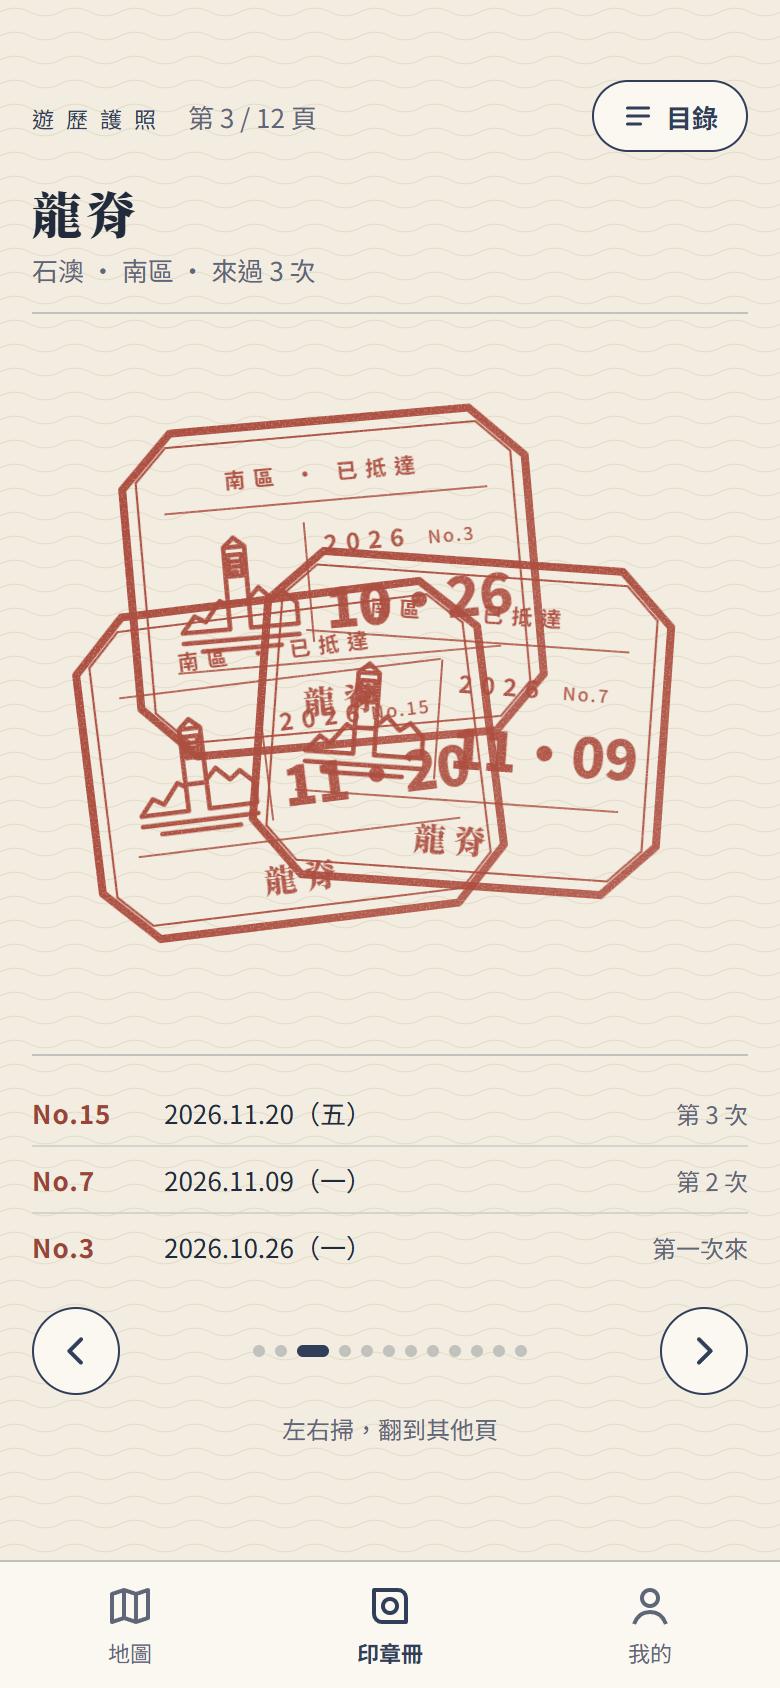 遊歷護照 第 3 / 12 頁
目錄
龍脊
石澳 · 南區 · 來過 3 次
南區 · 已抵達
2026 No.3
10 · 26
龍脊
南區 · 已抵達
2026 No.7
11 · 09
龍脊
南區 · 已抵達
2026 No.15
11 · 20
龍脊
No.15 2026.11.20（五） 第 3 次
No.7 2026.11.09（一） 第 2 次
No.3 2026.10.26（一） 第一次來
左右掃，翻到其他頁
地圖
印章冊
我的